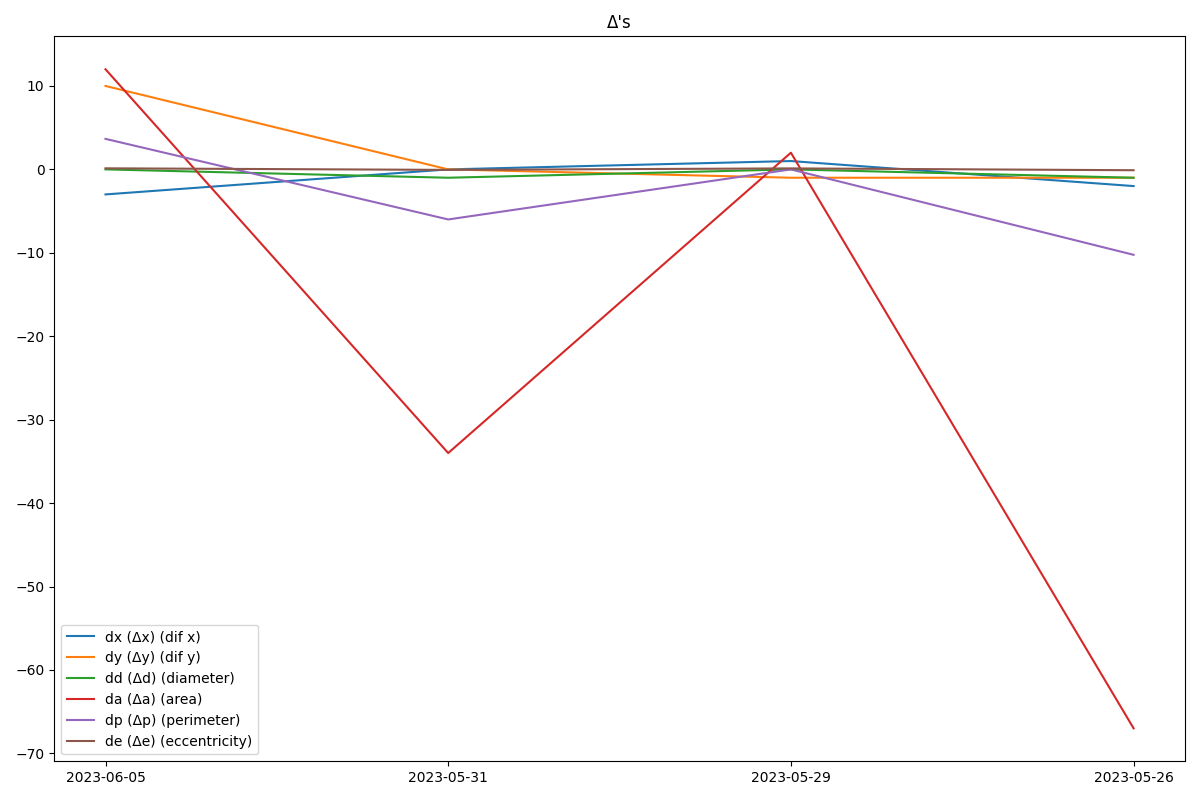 Δ's
10
0
−10
−20
−30
−40
−50
−60
−70
dx (Δx) (dif x)
dy (Δy) (dif y)
dd (Δd) (diameter)
da (Δa) (area)
dp (Δp) (perimeter)
de (Δe) (eccentricity)
2023-06-05 2023-05-31 2023-05-29 2023-05-26